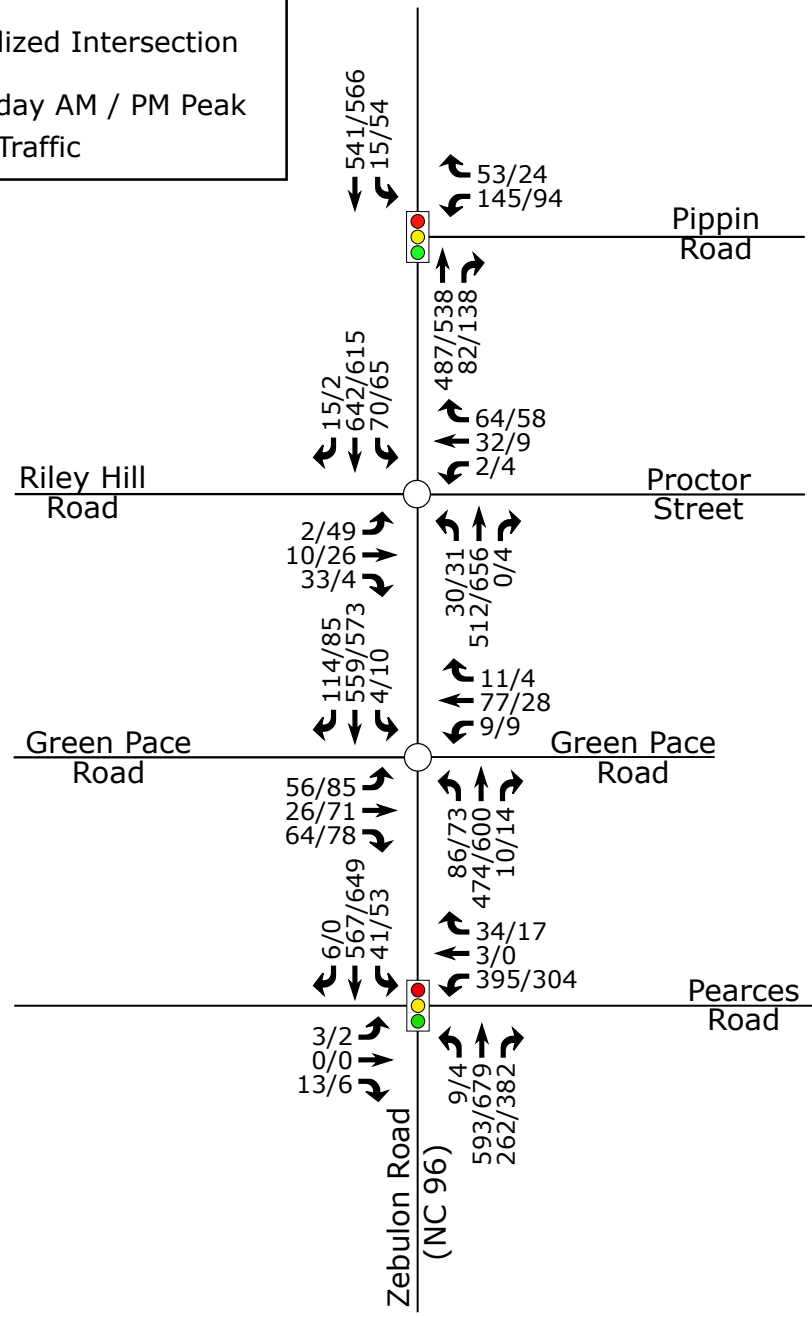 lized Intersection
day AM / PM Peak
Traffic
541/566
15/54
53/24
145/94
Pippin
Road
487/538
82/138
15/2
642/615
70/65
64/58
32/9
2/4
Riley Hill
Road
Proctor
Street
2/49
10/26
33/4
30/31
512/656
0/4
114/85
559/573
4/10
11/4
77/28
9/9
Green Pace
Road
Green Pace
Road
56/85
26/71
64/78
86/73
474/600
10/14
6/0
567/649
41/53
34/17
3/0
395/304
Pearces
Road
3/2
0/0
13/6
9/4
593/679
262/382
Zebulon Road
(NC 96)